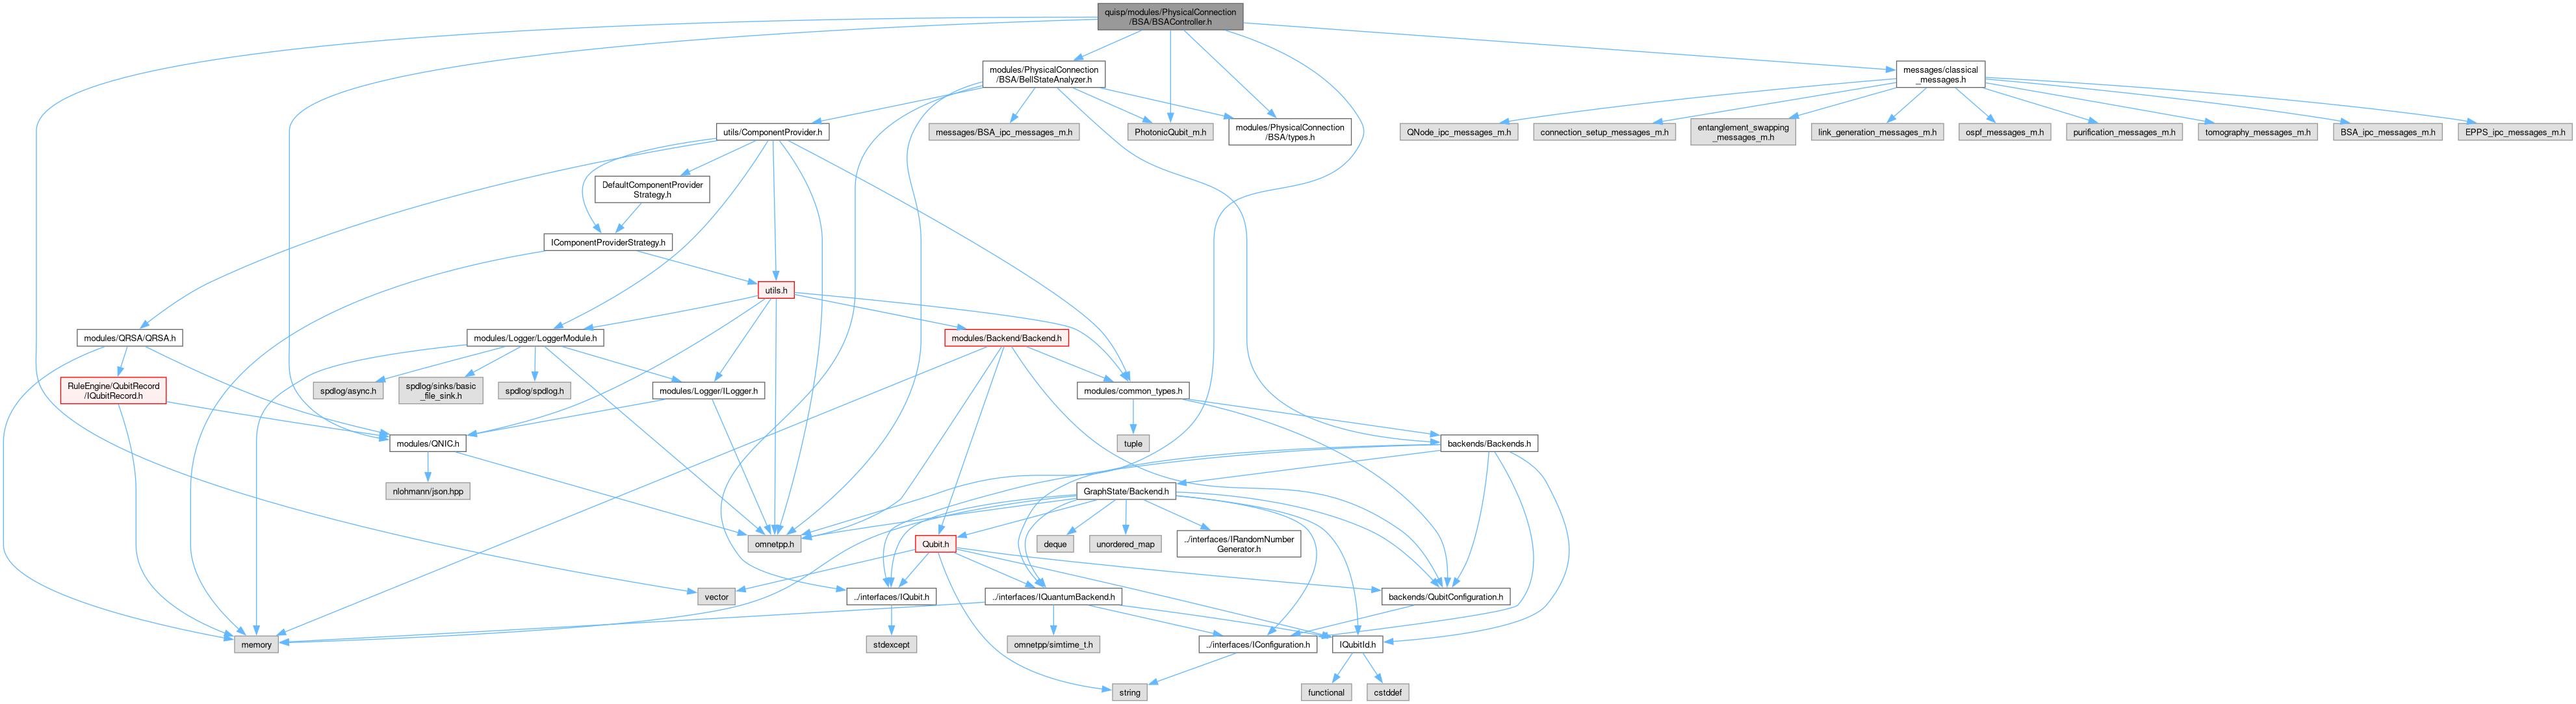 quisp/modules/PhysicalConnection
/BSA/BSAController.h
modules/PhysicalConnection
/BSA/BellStateAnalyzer.h
messages/classical
_messages.h
utils/ComponentProvider.h
messages/BSA_ipc_messages_m.h
PhotonicQubit_m.h
modules/PhysicalConnection
/BSA/types.h
QNode_ipc_messages_m.h
connection_setup_messages_m.h
entanglement_swapping
_messages_m.h
link_generation_messages_m.h
ospf_messages_m.h
purification_messages_m.h
tomography_messages_m.h
BSA_ipc_messages_m.h
EPPS_ipc_messages_m.h
DefaultComponentProvider
Strategy.h
IComponentProviderStrategy.h
utils.h
modules/QRSA/QRSA.h
modules/Logger/LoggerModule.h
modules/Backend/Backend.h
RuleEngine/QubitRecord
/IQubitRecord.h
spdlog/async.h
spdlog/sinks/basic
_file_sink.h
spdlog/spdlog.h
modules/Logger/ILogger.h
modules/common_types.h
modules/QNIC.h
tuple
backends/Backends.h
nlohmann/json.hpp
GraphState/Backend.h
omnetpp.h
Qubit.h
deque
unordered_map
../interfaces/IRandomNumber
Generator.h
vector
../interfaces/IQubit.h
../interfaces/IQuantumBackend.h
backends/QubitConfiguration.h
memory
stdexcept
omnetpp/simtime_t.h
../interfaces/IConfiguration.h
IQubitId.h
string
functional
cstddef